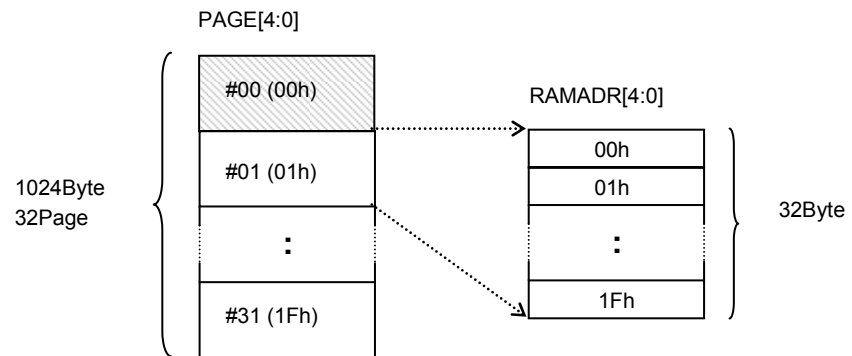 PAGE[4:0]
#00 (00h)
#01 (01h)
:
#31 (1Fh)
1024Byte
32Page
RAMADR[4:0]
00h
01h
:
1Fh
32Byte